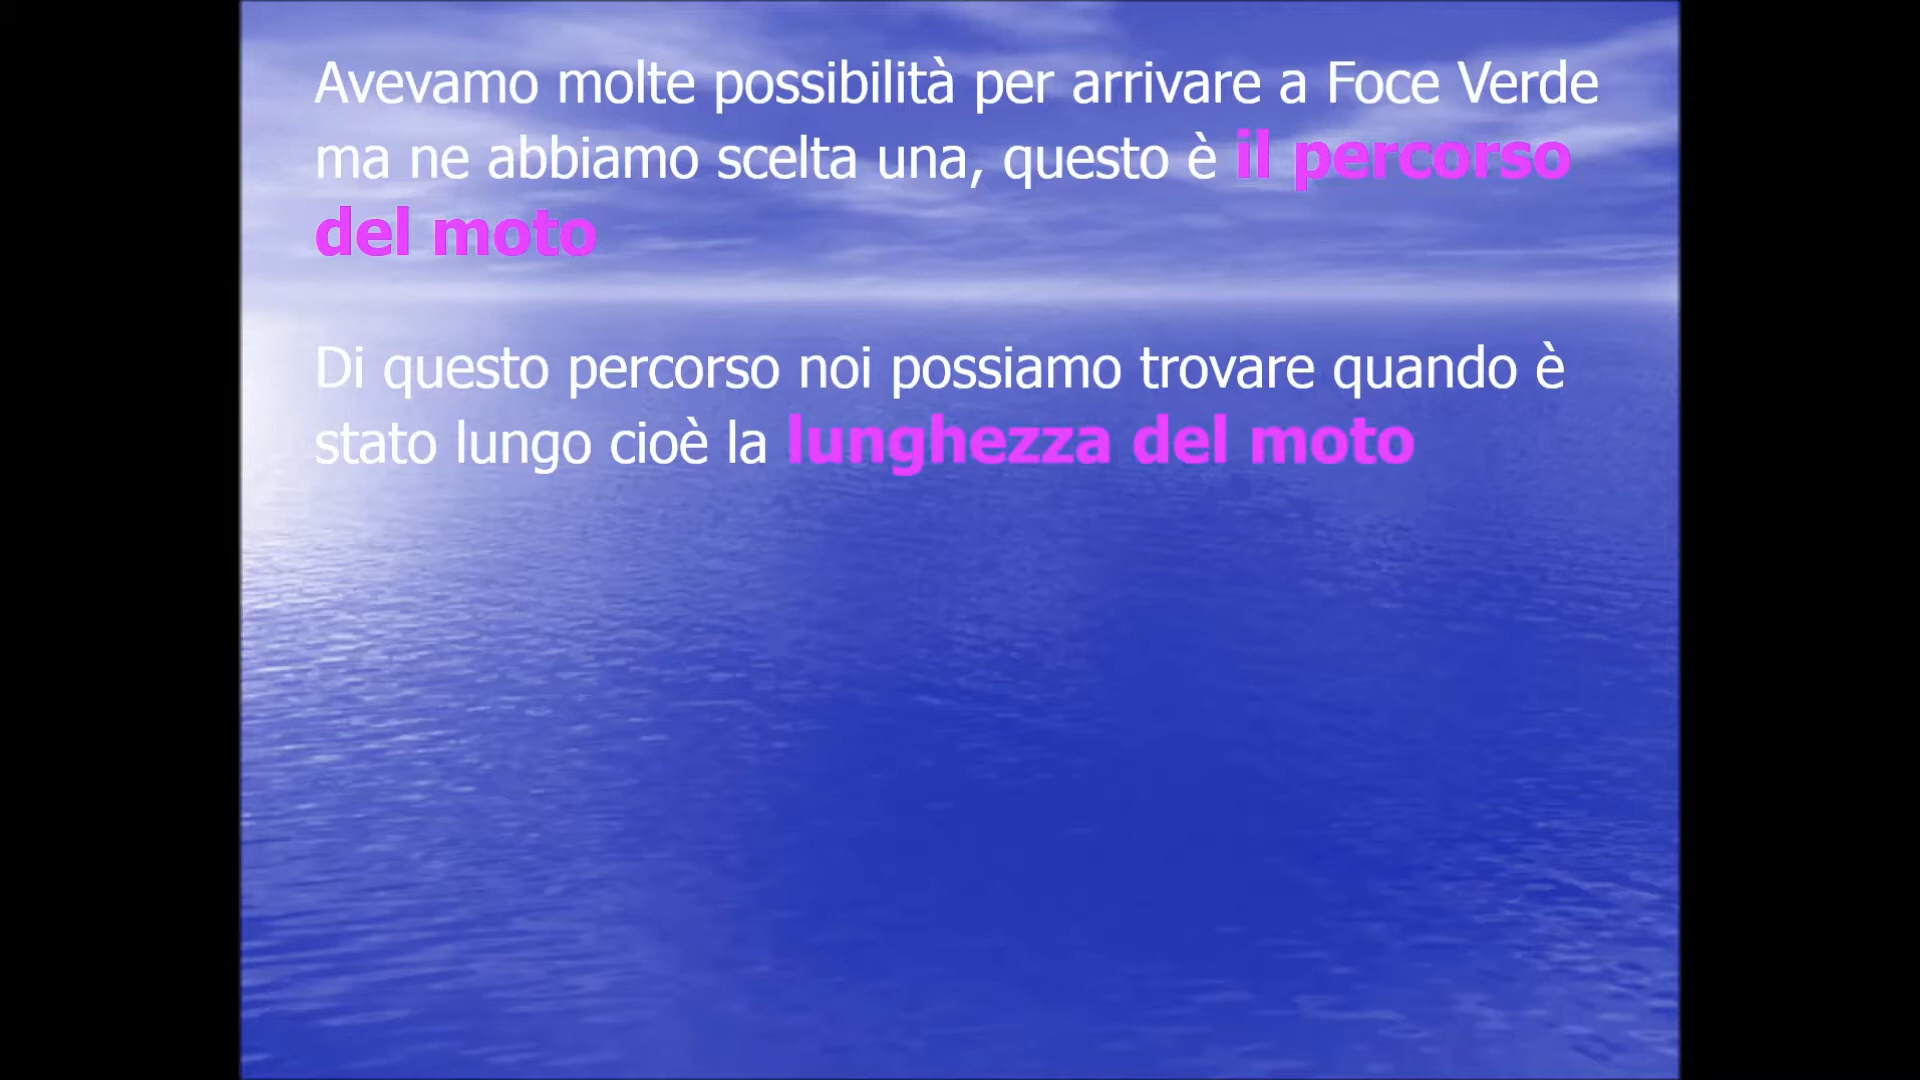 Avevamo molte possibilità per arrivare a Foce Verde
ma ne abbiamo scelta una, questo è il percorso
del moto
Di questo percorso noi possiamo trovare quando è
stato lungo cioè la lunghezza del moto